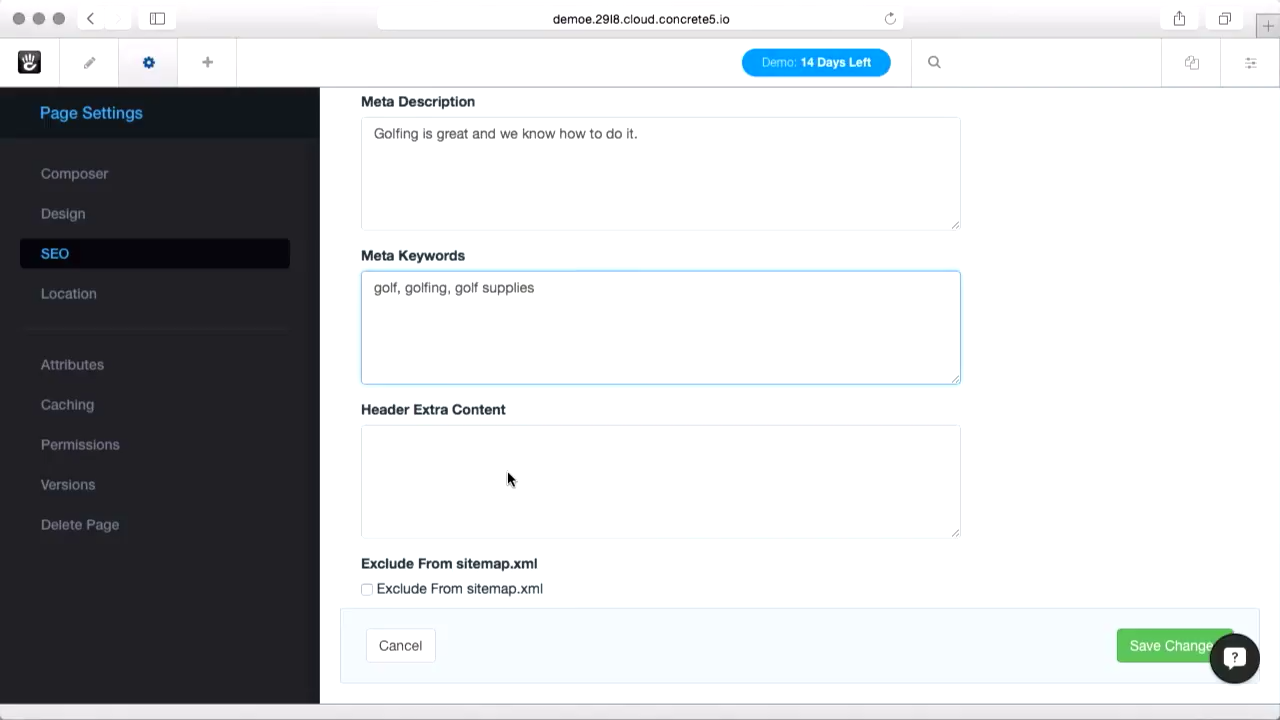 demoe.29l8.cloud.concrete5.io
Demo: 14 Days Left
Page Settings
Composer
Design
SEO
Location
Attributes
Caching
Permissions
Versions
Delete Page
Meta Description
Golfing is great and we know how to do it.
Meta Keywords
golf, golfing, golf supplies
Header Extra Content
Exclude From sitemap.xml
Exclude From sitemap.xml
Cancel
Save Change